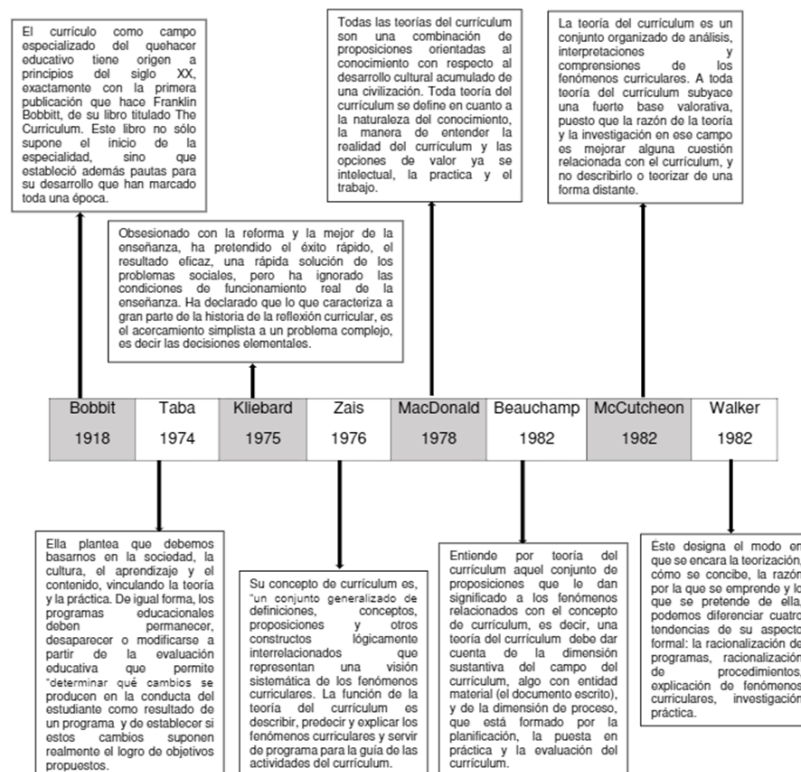 El currículo como campo
especializado del quehacer
educativo tiene origen a
principios del siglo XX,
exactamente con la primera
publicación que hace Franklin
Bobbitt, de su libro titulado The
Curiculum. Este libro no sólo
supone el inicio de la
especialidad, sino que
estableció además pautas para
su desarrollo que han marcado
toda una época.
Todas las teorías del currículum
son una combinación de
proposiciones orientadas al
conocimiento con respecto al
desarrollo cultural acumulado de
una civilización. Toda teoría del
currículum se define en cuanto a
la naturaleza del conocimiento,
la manera de entender la
realidad del currículum y las
opciones de valor ya se
intelectual, la practica y el
trabajo.
La teoría del currículum es un
conjunto organizado de análisis,
interpretaciones y
comprensiones de los
fenómenos curriculares. A toda
teoría del currículum subyace
una fuerte base valorativa,
puesto que la razón de la teoría
y la investigación en ese campo
es mejorar alguna cuestión
relacionada con el currículum, y
no describirlo o teorizar de una
forma distante.
Obsesionado con la reforma y la mejor de la
enseñanza, ha pretendido el éxito rápido, el
resultado eficaz, una rápida solución de los
problemas sociales, pero ha ignorado las
condiciones de funcionamiento real de la
enseñanza. Ha declarado que lo que caracteriza a
gran parte de la historia de la reflexión curricular, es
el acercamiento simplista a un problema complejo,
es decir las decisiones elementales.
Bobbit Taba Kliebard Zais MacDonald Beauchamp McCutcheon Walker
1918 1974 1975 1976 1978 1982 1982 1982
Ella plantea que debemos
basarnos en la sociedad, la
cultura, el aprendizaje y el
contenido, vinculando la teoría
y la práctica. De igual forma, los
programas educacionales
deben permanecer,
desaparecer o modificarse a
partir de la evaluación
educativa que permite
“determinar qué cambios se
producen en la conducta del
estudiante como resultado de
un programa y de establecer si
estos cambios suponen
realmente el logro de objetivos
propuestos.
Su concepto de currículum es,
“un conjunto generalizado de
definiciones, conceptos,
proposiciones y otros
constructos lógicamente
interrelacionados que
representan una visión
sistemática de los fenómenos
curriculares. La función de la
teoría del currículum es
describir, predecir y explicar los
fenómenos curriculares y servir
de programa para la guía de las
actividades del currículum.
Entiende por teoría del
currículum aquel conjunto de
proposiciones que le dan
significado a los fenómenos
relacionados con el concepto
de currículum, es decir, una
teoría del currículum debe dar
cuenta de la dimensión
sustantiva del campo del
currículum, algo con entidad
material (el documento escrito),
y de la dimensión de proceso,
que está formado por la
planificación, la puesta en
práctica y la evaluación del
currículum.
Éste designa el modo en
que se encara la teorización,
cómo se concibe, la razón
por la que se emprende y lo
que se pretende de ella,
podemos diferenciar cuatro
tendencias de su aspecto
formal: la racionalización de
programas, racionalización
de procedimientos,
explicación de fenómenos
curriculares, investigación
práctica.